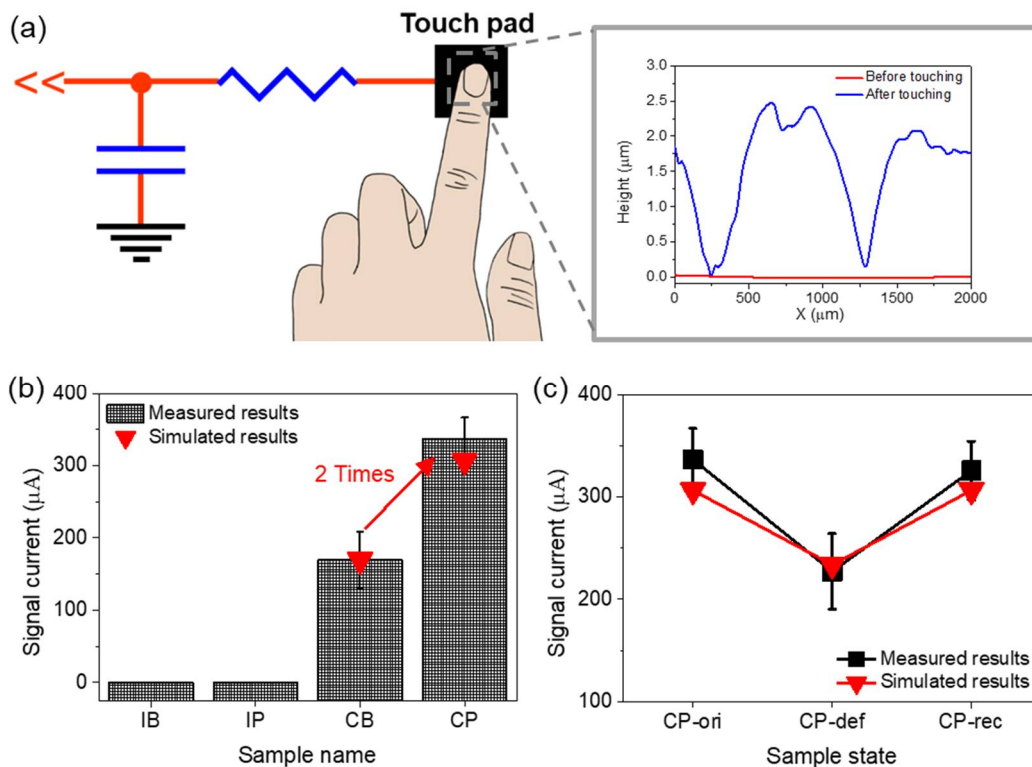 (a)
Touch pad
<<
3.0
2.5
2.0
1.5
1.0
0.5
0.0
Height (μm)
Before touching
After touching
0 500 1000 1500 2000
X (μm)
(b)
400
300
200
100
0
Signal current (μA)
Measured results
Simulated results
2 Times
IB IP CB CP
Sample name
(c)
400
300
200
100
Signal current (μA)
Measured results
Simulated results
CP-ori CP-def CP-rec
Sample state